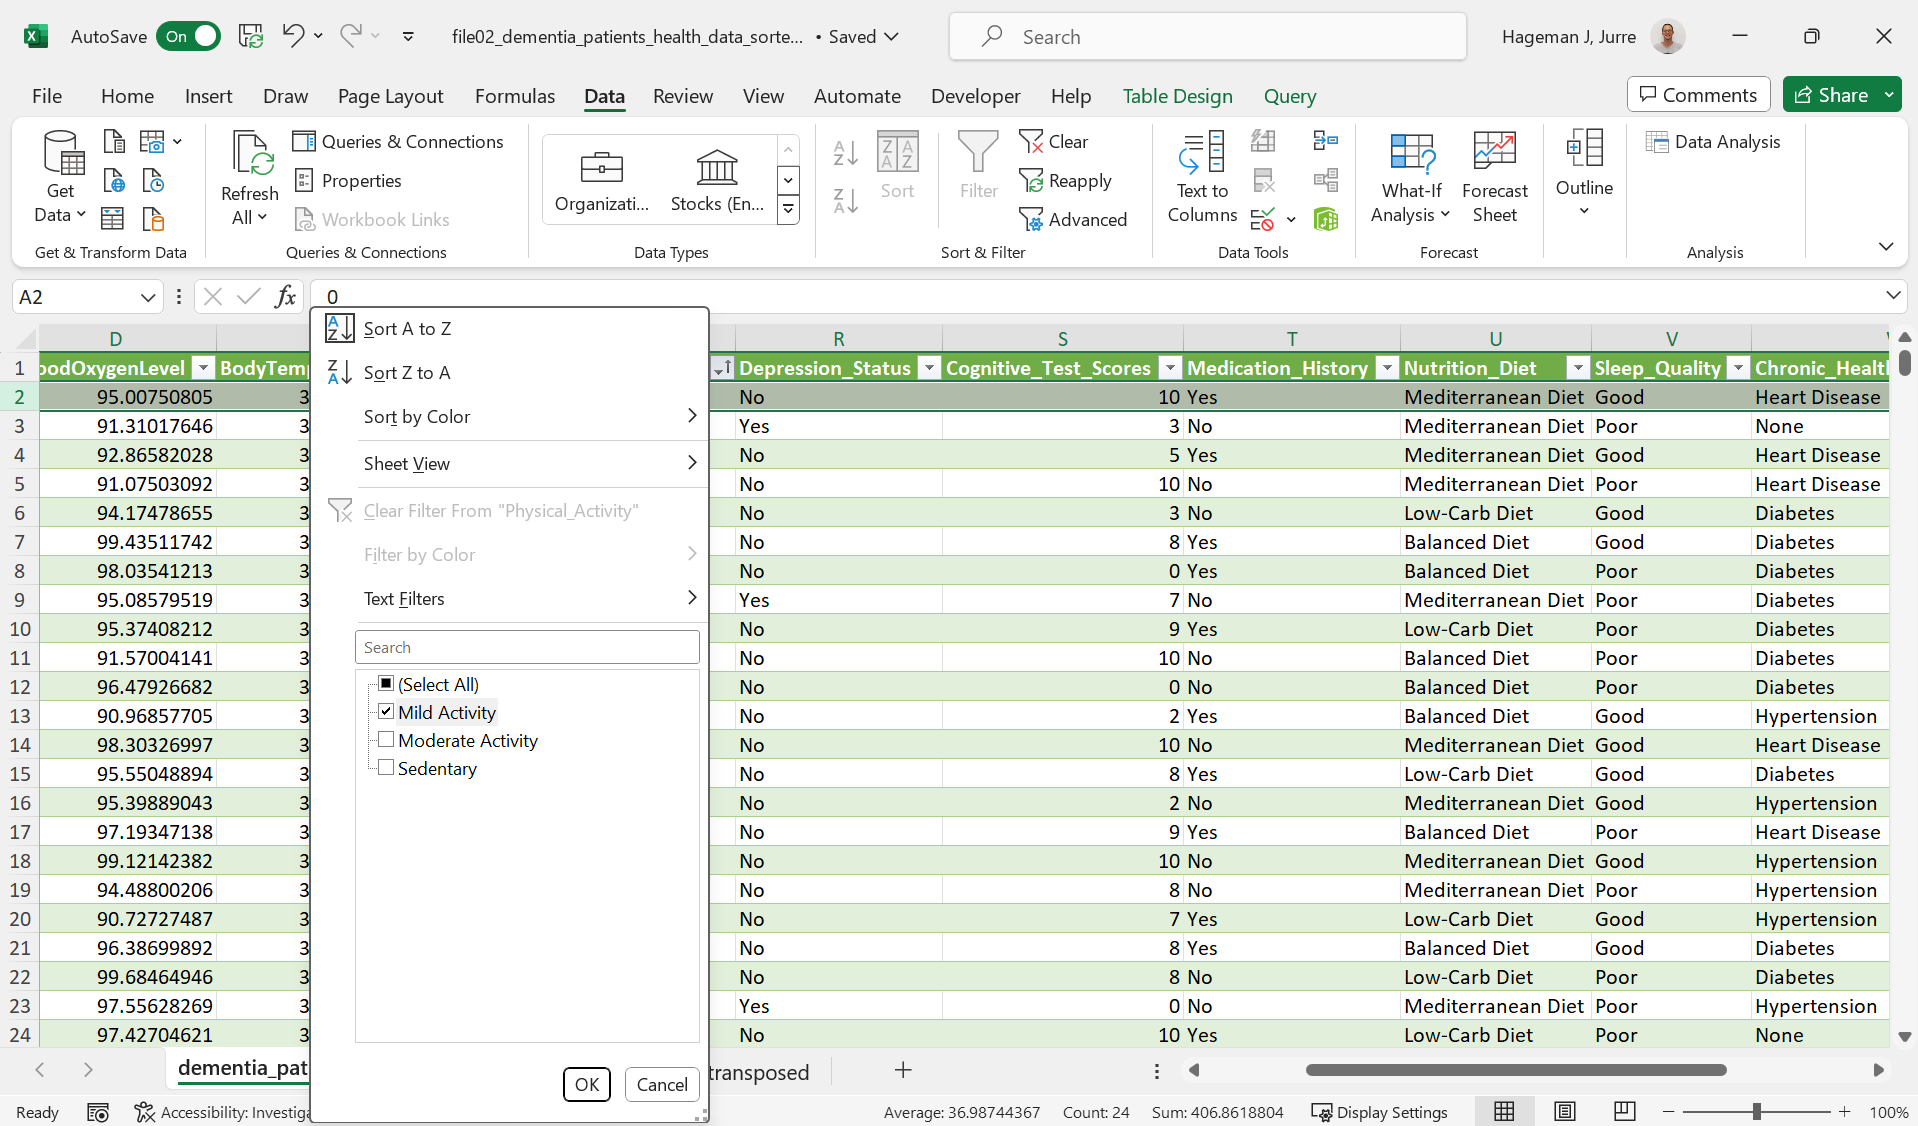 AutoSave On file02_dementia_patients_health_data_sorte... • Saved Search Hageman J, Jurre
File Home Insert Draw Page Layout Formulas Data Review View Automate Developer Help Table Design Query Comments Share
Get Data
Get & Transform Data
Refresh All
Queries & Connections
Properties
Workbook Links
Queries & Connections
Organizati... Stocks (En...
Data Types
Sort
Filter
Clear
Reapply
Advanced
Sort & Filter
Text to Columns
Data Tools
What-If Analysis
Forecast Sheet
Forecast
Outline
Data Analysis
Analysis
A2 fx 0
D R S T U V
1 oodOxygenLevel BodyTemp Depression_Status Cognitive_Test_Scores Medication_History Nutrition_Diet Sleep_Quality Chronic_Healt
2 95.00750805 3 No 10 Yes Mediterranean Diet Good Heart Disease
3 91.31017646 3 Yes 3 No Mediterranean Diet Poor None
4 92.86582028 3 No 5 Yes Mediterranean Diet Good Heart Disease
5 91.07503092 3 No 10 No Mediterranean Diet Poor Heart Disease
6 94.17478655 3 No 3 No Low-Carb Diet Good Diabetes
7 99.43511742 3 No 8 Yes Balanced Diet Good Diabetes
8 98.03541213 3 No 0 Yes Balanced Diet Poor Diabetes
9 95.08579519 3 Yes 7 No Mediterranean Diet Poor Diabetes
10 95.37408212 3 No 9 Yes Low-Carb Diet Poor Diabetes
11 91.57004141 3 No 10 No Balanced Diet Poor Diabetes
12 96.47926682 3 No 0 No Balanced Diet Poor Diabetes
13 90.96857705 3 No 2 Yes Balanced Diet Good Hypertension
14 98.30326997 3 No 10 No Mediterranean Diet Good Heart Disease
15 95.55048894 3 No 8 Yes Low-Carb Diet Good Diabetes
16 95.39889043 3 No 2 No Mediterranean Diet Good Hypertension
17 97.19347138 3 No 9 Yes Balanced Diet Poor Heart Disease
18 99.12142382 3 No 10 No Mediterranean Diet Good Hypertension
19 94.48800206 3 No 8 No Mediterranean Diet Poor Hypertension
20 90.72727487 3 No 7 Yes Low-Carb Diet Good Hypertension
21 96.38699892 3 No 8 Yes Balanced Diet Good Diabetes
22 99.68464946 3 No 8 No Low-Carb Diet Poor Diabetes
23 97.55628269 3 Yes 0 No Mediterranean Diet Poor Hypertension
24 97.42704621 3 No 10 Yes Low-Carb Diet Poor None
Sort A to Z
Sort Z to A
Sort by Color
Sheet View
Clear Filter From "Physical_Activity"
Filter by Color
Text Filters
Search
(Select All)
Mild Activity
Moderate Activity
Sedentary
OK Cancel
dementia_pat transposed
Ready Accessibility: Investiga Average: 36.98744367 Count: 24 Sum: 406.8618804 Display Settings 100%